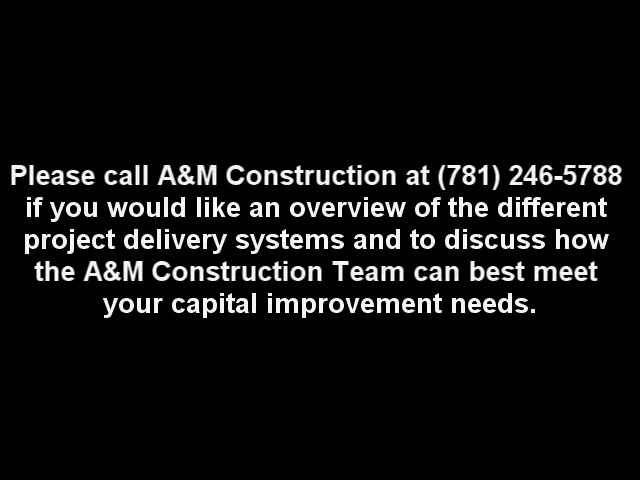 Please call A&M Construction at (781) 246-5788
if you would like an overview of the different
project delivery systems and to discuss how
the A&M Construction Team can best meet
your capital improvement needs.